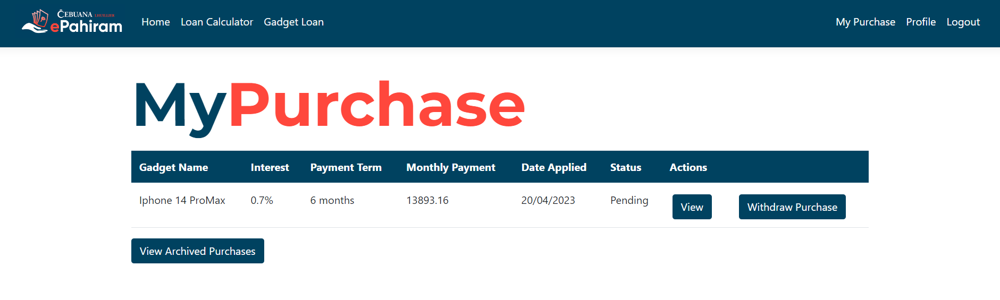 ČEBUANA LHUILLIER
ePahiram
Home Loan Calculator Gadget Loan My Purchase Profile Logout
MyPurchase
Gadget Name Interest Payment Term Monthly Payment Date Applied Status Actions
Iphone 14 ProMax 0.7% 6 months 13893.16 20/04/2023 Pending View Withdraw Purchase
View Archived Purchases